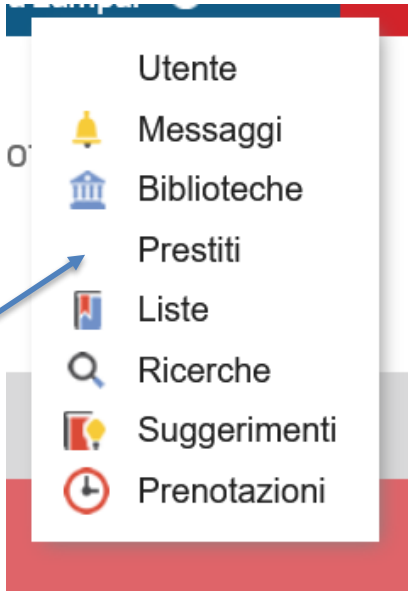 Utente
Messaggi
Biblioteche
Prestiti
Liste
Ricerche
Suggerimenti
Prenotazioni